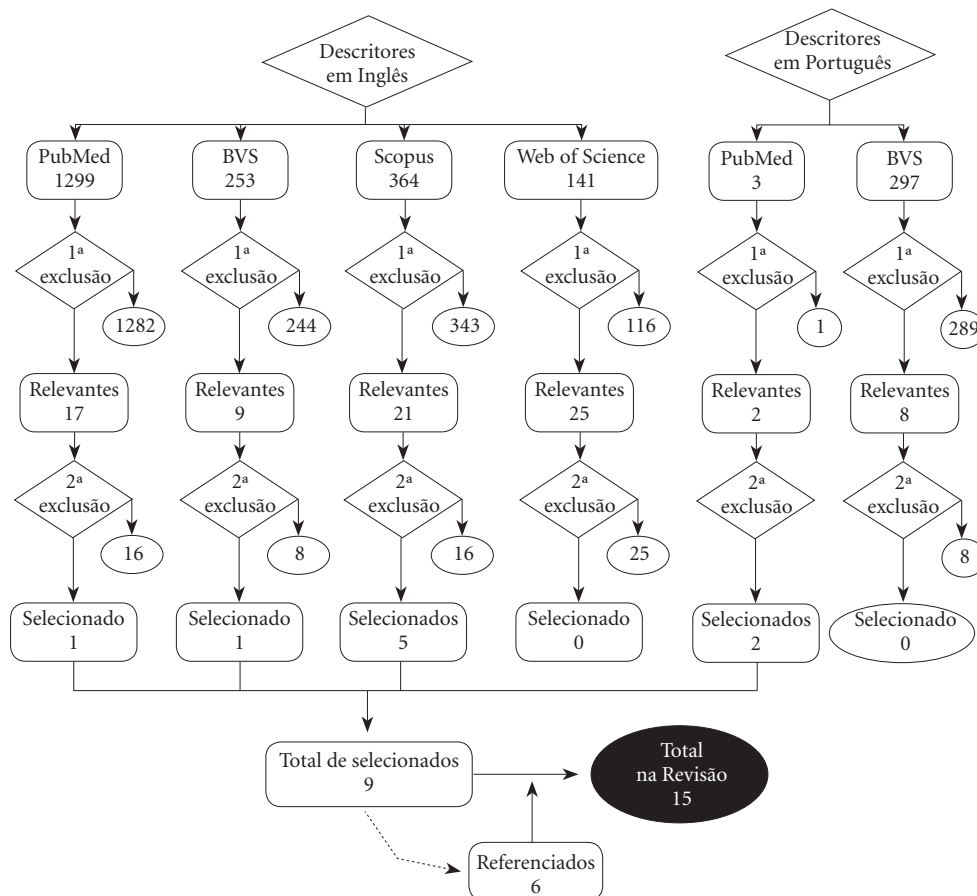 Descritores
em Inglês
Descritores
em Português
PubMed
1299
BVS
253
Scopus
364
Web of Science
141
PubMed
3
BVS
297
1ª
exclusão
1ª
exclusão
1ª
exclusão
1ª
exclusão
1ª
exclusão
1ª
exclusão
1282
244
343
116
1
289
Relevantes
17
Relevantes
9
Relevantes
21
Relevantes
25
Relevantes
2
Relevantes
8
2ª
exclusão
2ª
exclusão
2ª
exclusão
2ª
exclusão
2ª
exclusão
2ª
exclusão
16
8
16
25
8
Selecionado
1
Selecionado
1
Selecionados
5
Selecionado
0
Selecionados
2
Selecionado
0
Total de selecionados
9
Total
na Revisão
15
Referenciados
6